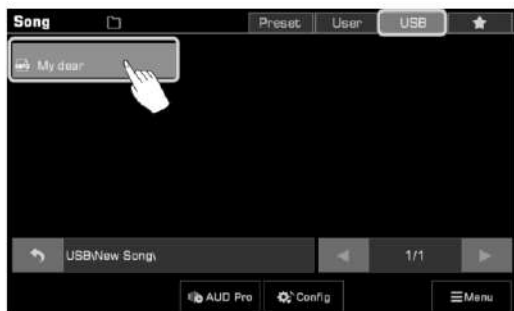 Song Preset User USB ★
My dear
USB\New Song\ 1/1
AUD Pro Config Menu